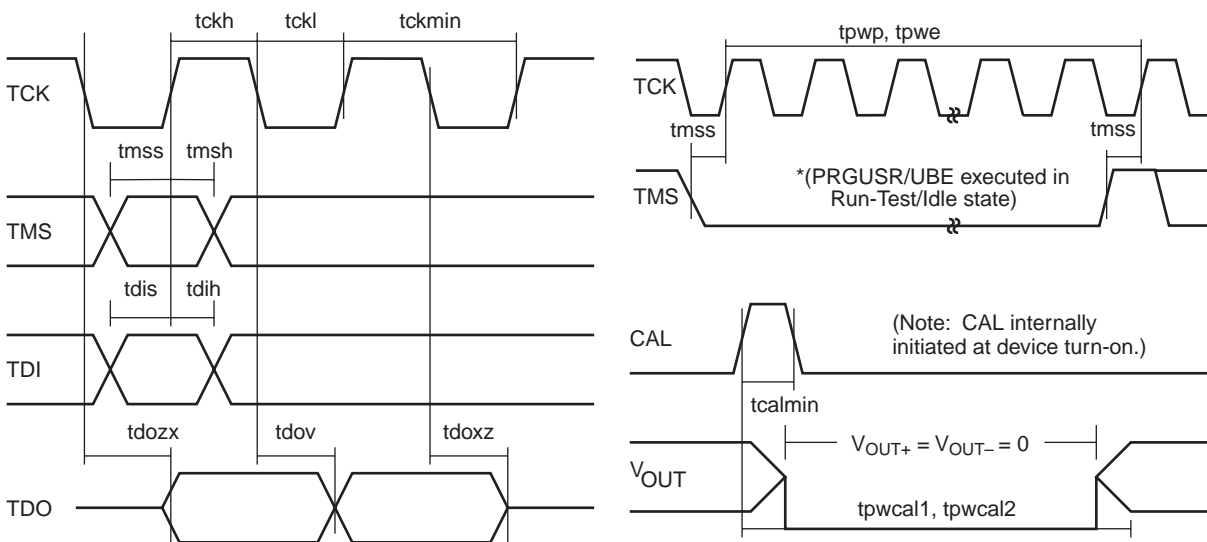 tckh tckl tckmin
TCK
tmss tmsh
TMS
tdis tdih
TDI
tdozx tdov tdoxz
TDO
tpwp, tpwe
TCK
tmss tmss
*(PRGUSR/UBE executed in
Run-Test/Idle state)
TMS
CAL
(Note: CAL internally
initiated at device turn-on.)
tcalmin
VOUT+ = VOUT– = 0
VOUT
tpwcal1, tpwcal2